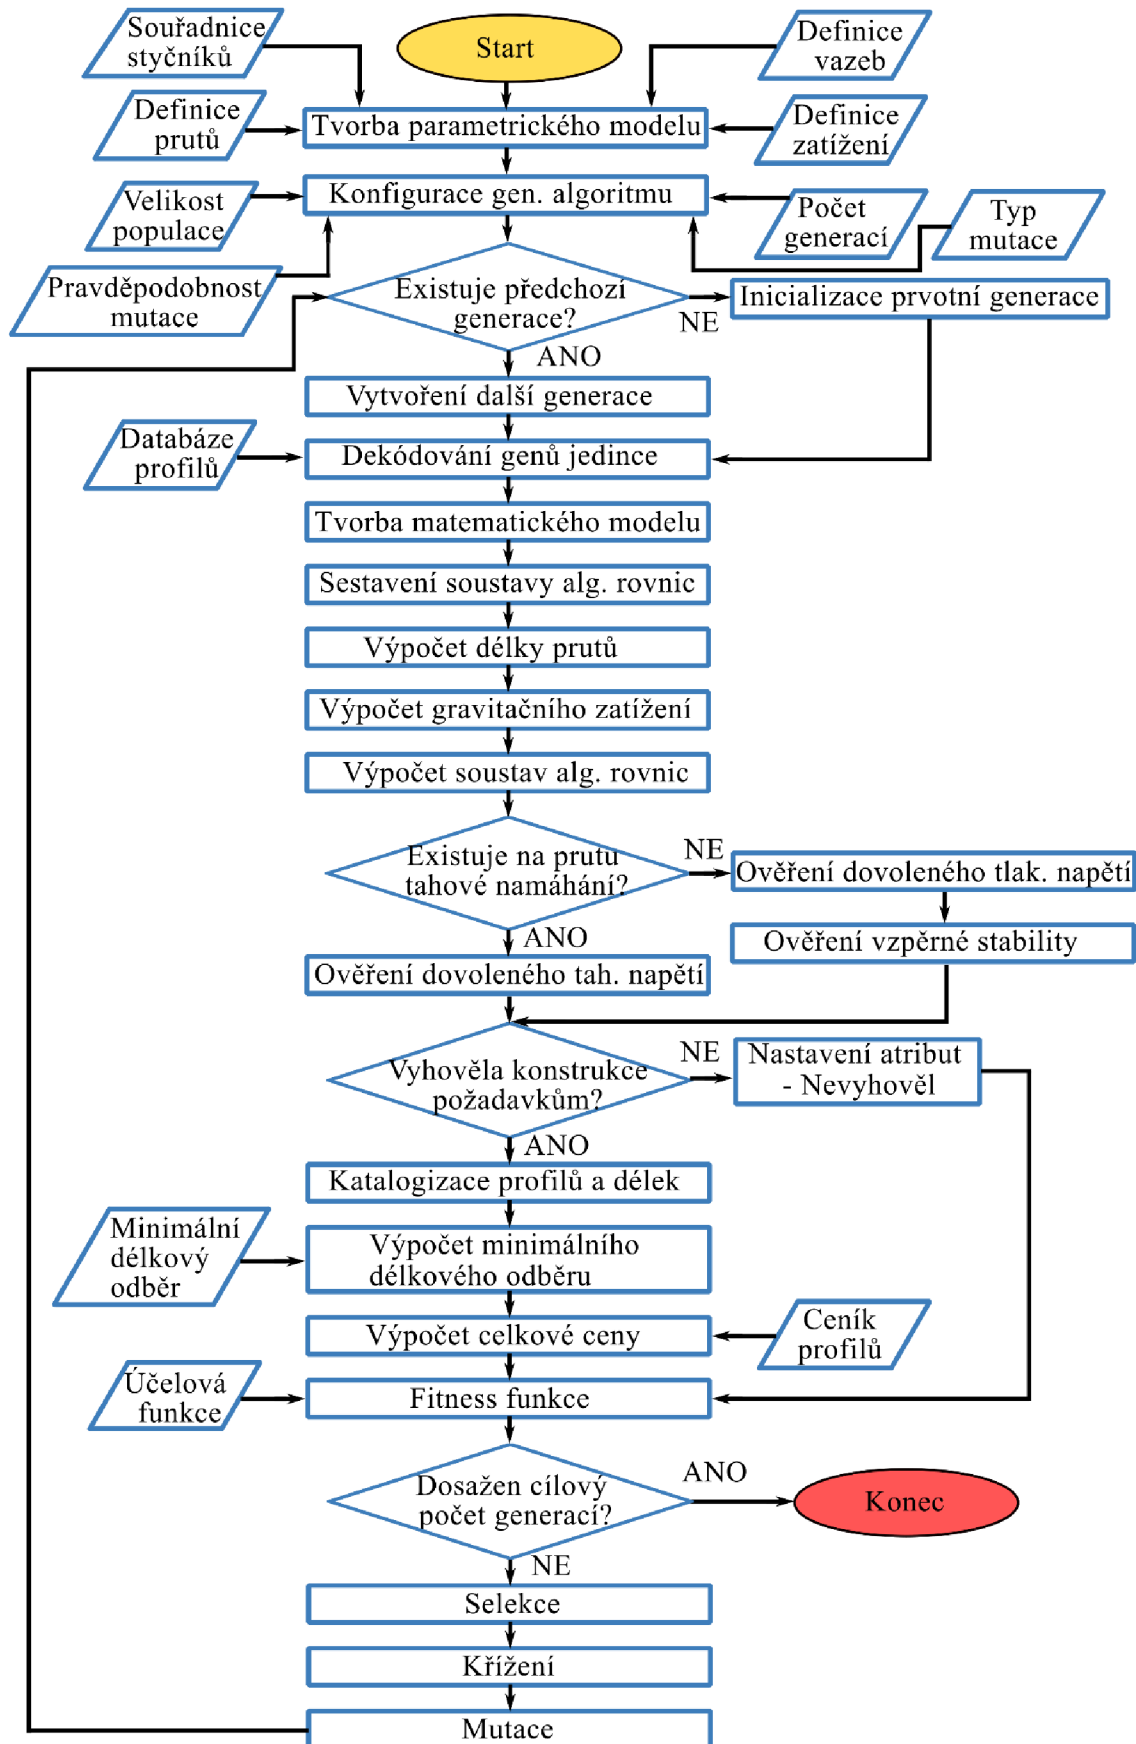 Souřadnice
styčníků
Start
Definice
vazeb
Definice
prutů
Tvorba parametrického modelu
Definice
zatížení
Velikost
populace
Konfigurace gen. algoritmu
Počet
generací
Typ
mutace
Pravděpodobnost
mutace
Existuje předchozí
generace?
NE
Inicializace prvotní generace
ANO
Vytvoření další generace
Databáze
profilů
Dekódování genů jedince
Tvorba matematického modelu
Sestavení soustavy alg. rovnic
Výpočet délky prutů
Výpočet gravitačního zatížení
Výpočet soustav alg. rovnic
Existuje na prutu
tahové namáhání?
NE
Ověření dovoleného tlak. napětí
Ověření vzpěrné stability
ANO
Ověření dovoleného tah. napětí
Vyhověla konstrukce
požadavkům?
NE
Nastavení atribut
- Nevyhověl
ANO
Katalogizace profilů a délek
Minimální
délkový
odběr
Výpočet minimálního
délkového odběru
Výpočet celkové ceny
Ceník
profilů
Účelová
funkce
Fitness funkce
Dosažen cílový
počet generací?
ANO
Konec
NE
Selekce
Křížení
Mutace